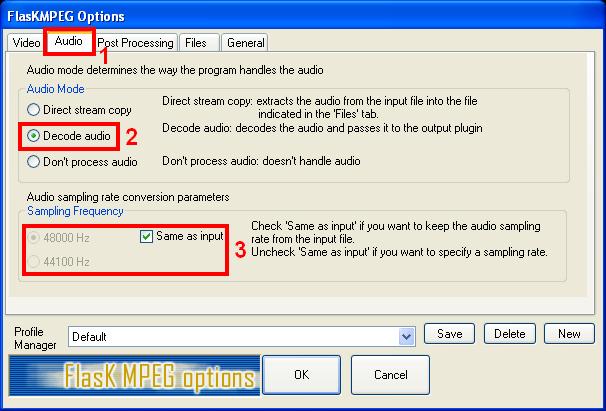 FlasKMPEG Options
Video Audio Post Processing Files General
1
Audio mode determines the way the program handles the audio
Audio Mode
Direct stream copy
Direct stream copy: extracts the audio from the input file into the file
indicated in the 'Files' tab.
Decode audio 2
Decode audio: decodes the audio and passes it to the output plugin
Don't process audio
Don't process audio: doesn't handle audio
Audio sampling rate conversion parameters
Sampling Frequency
48000 Hz
Same as input
44100 Hz
3
Check 'Same as input' if you want to keep the audio sampling
rate from the input file.
Uncheck 'Same as input' if you want to specify a sampling rate.
Profile
Manager
Default
Save Delete New
FlasK MPEG options
OK Cancel